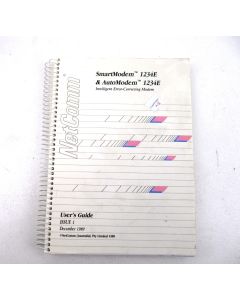 SmartModem™ 1234E
& AutoModem™ 1234E
Intelligent Error-Correcting Modem
NetComm
User's Guide
ISSUE 1
December 1989